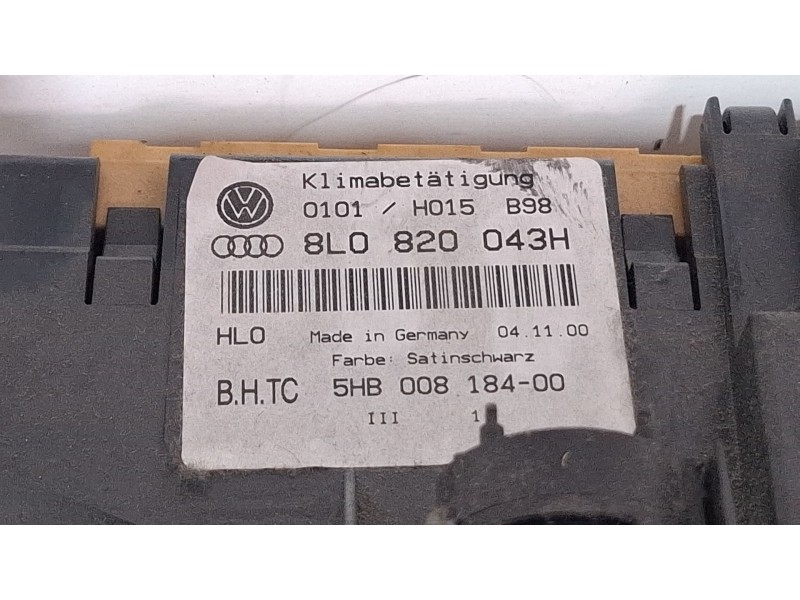 Klimabetätigung
0101 / H015 B98
8L0 820 043H
HLO Made in Germany 04.11.00
Farbe: Satinschwarz
B.H.TC 5HB 008 184-00
III 1